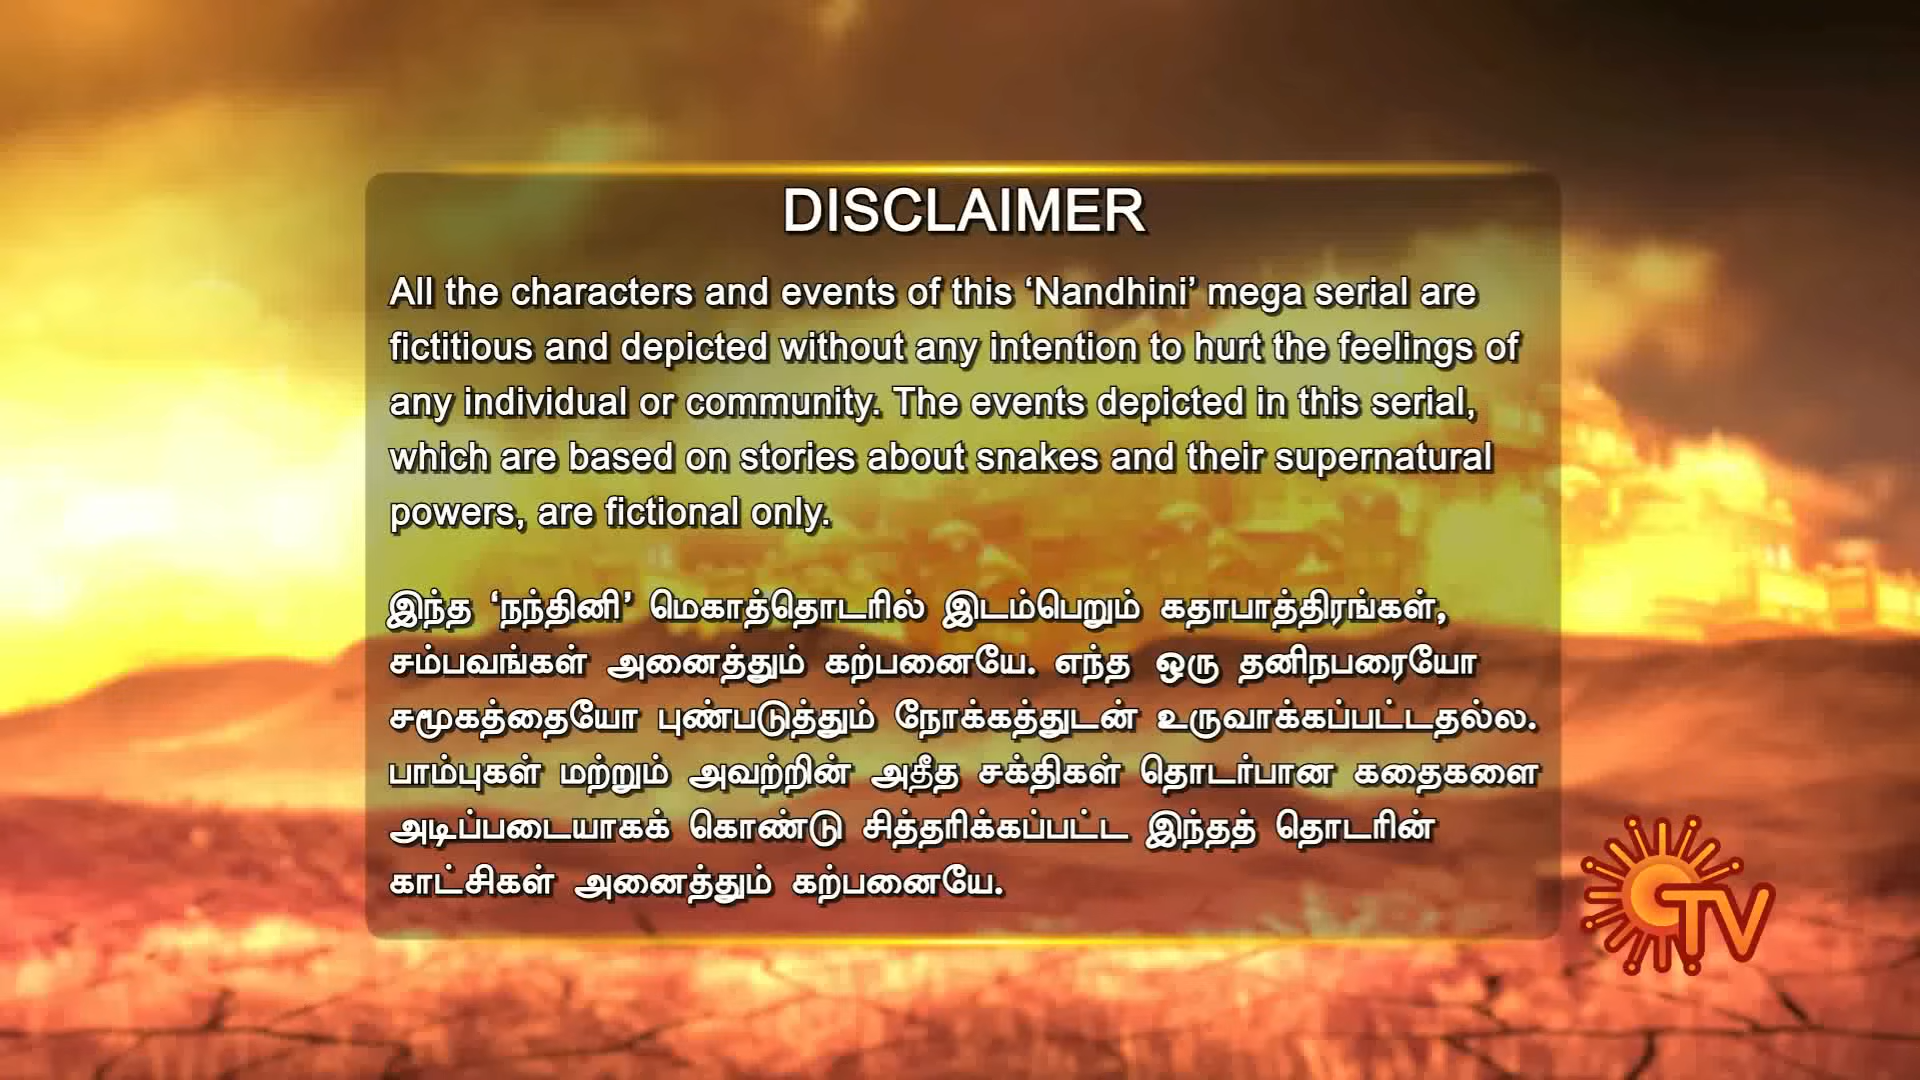 DISCLAIMER
All the characters and events of this ‘Nandhini’ mega serial are
fictitious and depicted without any intention to hurt the feelings of
any individual or community. The events depicted in this serial,
which are based on stories about snakes and their supernatural
powers, are fictional only.
இந்த ‘நந்தினி’ மெகாத்தொடரில் இடம்பெறும் கதாபாத்திரங்கள்,
சம்பவங்கள் அனைத்தும் கற்பனையே. எந்த ஒரு தனிநபரையோ
சமூகத்தையோ புண்படுத்தும் நோக்கத்துடன் உருவாக்கப்பட்டதல்ல.
பாம்புகள் மற்றும் அவற்றின் அதீத சக்திகள் தொடர்பான கதைகளை
அடிப்படையாகக் கொண்டு சித்தரிக்கப்பட்ட இந்தத் தொடரின்
காட்சிகள் அனைத்தும் கற்பனையே.
TV